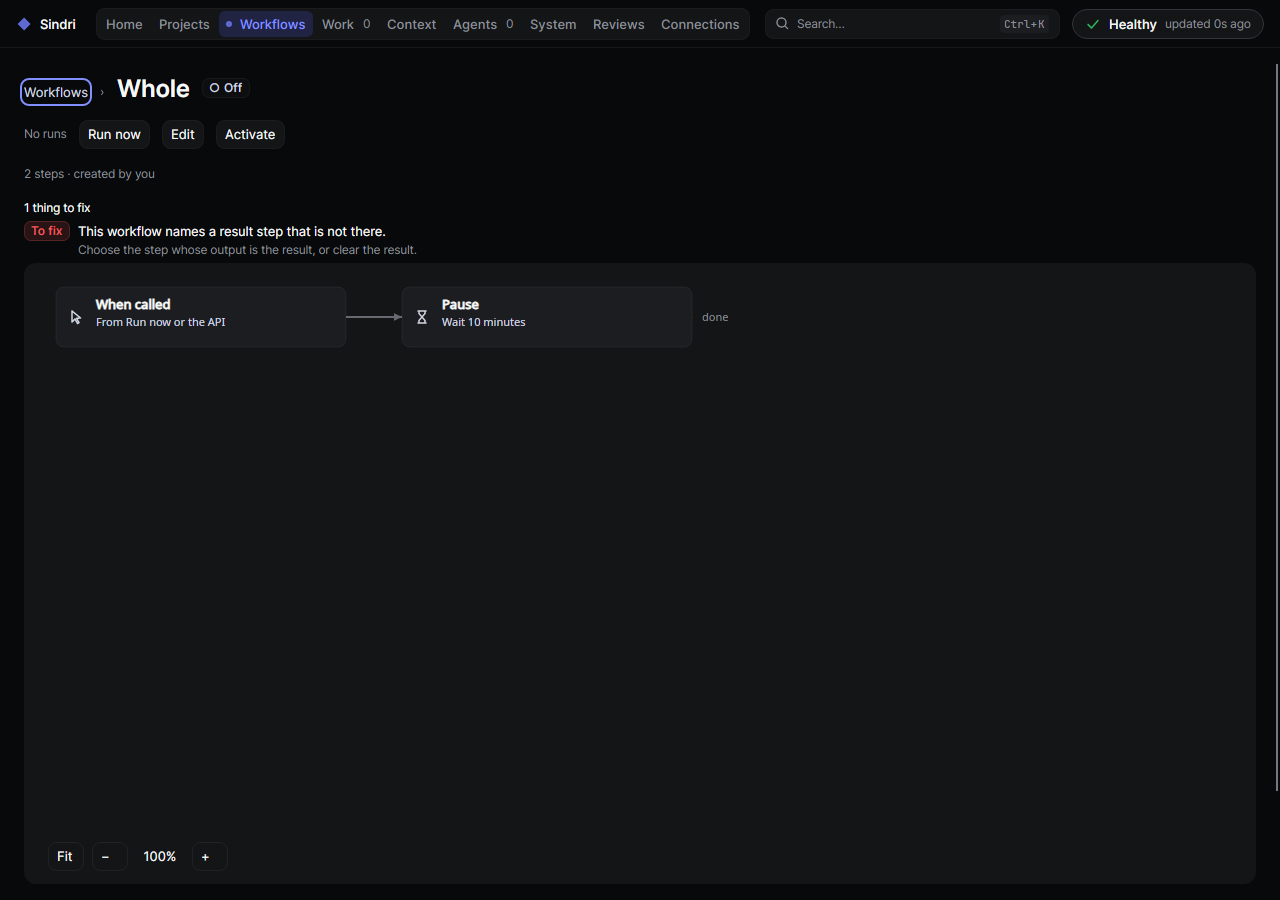 Sindri Home Projects Workflows Work 0 Context Agents 0 System Reviews Connections Search... Ctrl+K Healthy updated 0s ago
Workflows › Whole Off
No runs Run now Edit Activate
2 steps · created by you
1 thing to fix
To fix This workflow names a result step that is not there.
Choose the step whose output is the result, or clear the result.
When called
From Run now or the API
Pause
Wait 10 minutes
done
Fit − 100% +